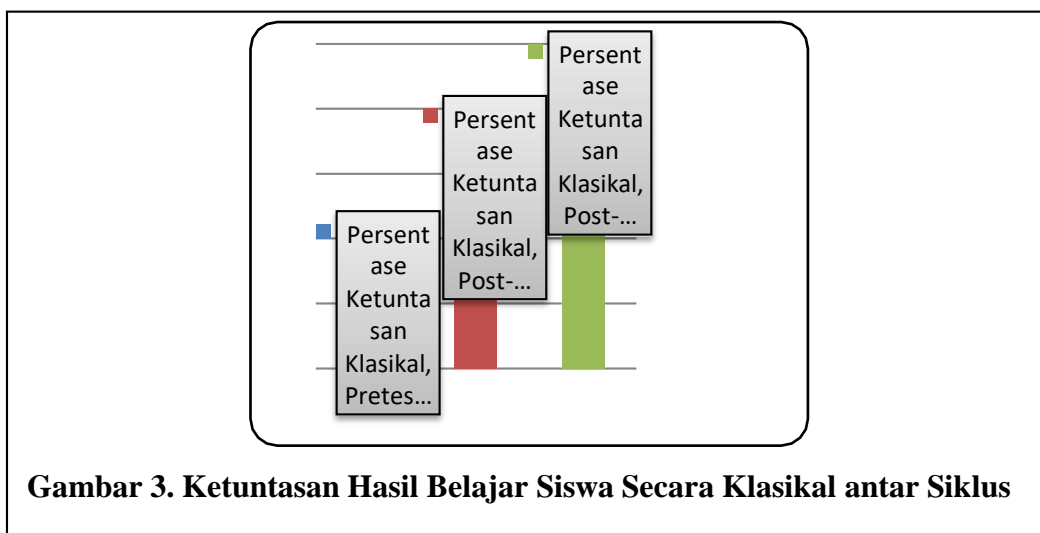 Persent
ase
Ketunta
san
Klasikal,
Pretes...
Persent
ase
Ketunta
san
Klasikal,
Post-...
Persent
ase
Ketunta
san
Klasikal,
Post-...
Gambar 3. Ketuntasan Hasil Belajar Siswa Secara Klasikal antar Siklus